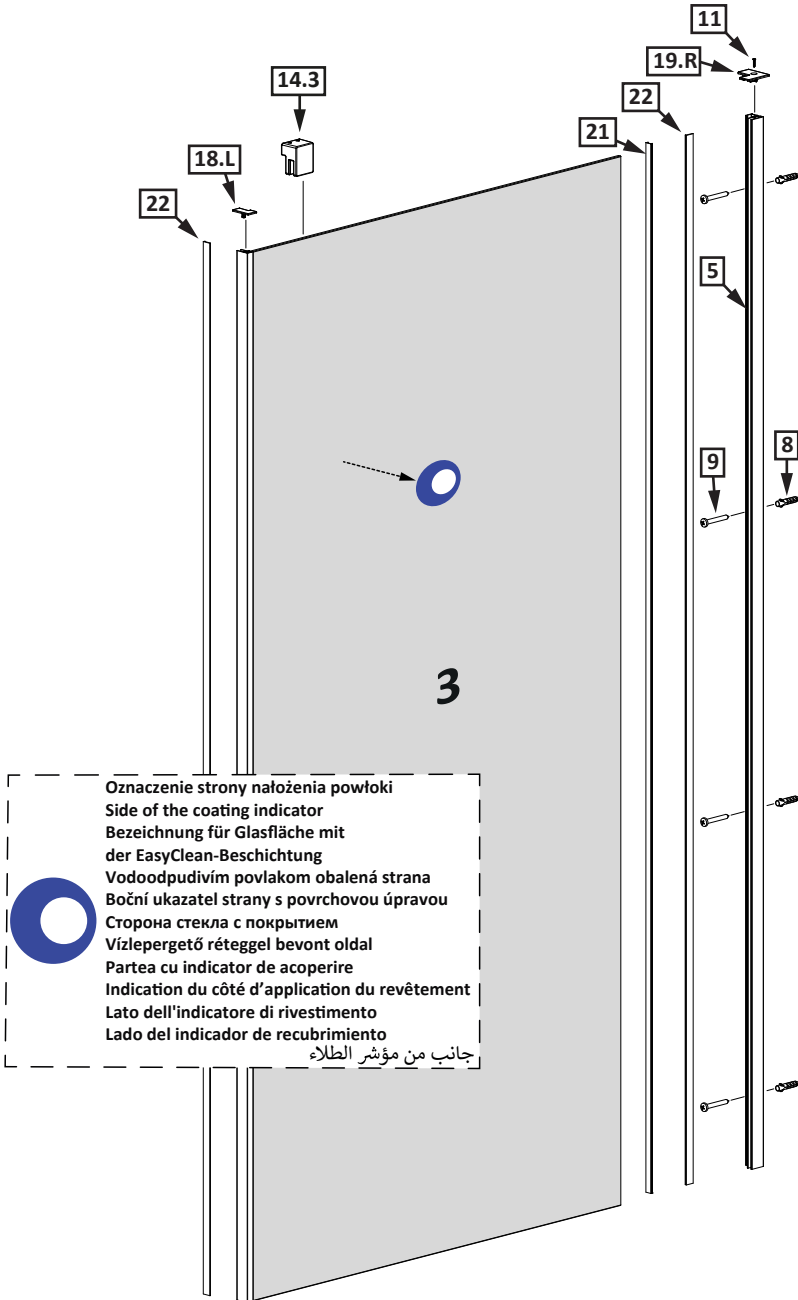 11
19.R
14.3
22
21
18.L
22
5
9
8
3
Oznaczenie strony nałożenia powłoki
Side of the coating indicator
Bezeichnung für Glasfläche mit
der EasyClean-Beschichtung
Vodoodpudivím povlakom obalená strana
Boční ukazatel strany s povrchovou úpravou
Сторона стекла с покрытием
Vízlepergető réteggel bevont oldal
Partea cu indicator de acoperire
Indication du côté d’application du revêtement
Lato dell'indicatore di rivestimento
Lado del indicador de recubrimiento
جانب من مؤشر الطلاء